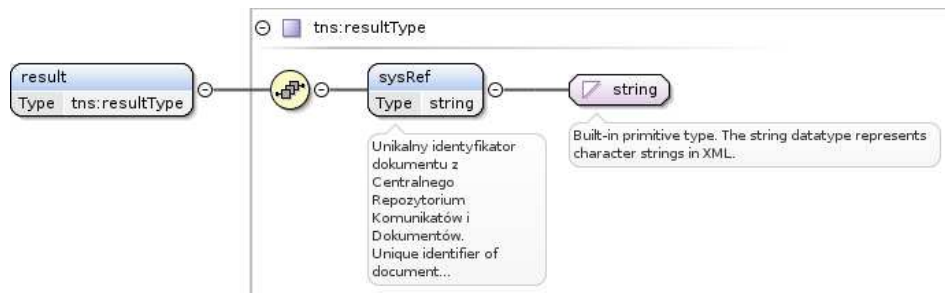 tns:resultType
result
Type tns:resultType
sysRef
Type string
string
Unikalny identyfikator
dokumentu z
Centralnego
Repozytorium
Komunikatów i
Dokumentów.
Unique identifier of
document...
Built-in primitive type. The string datatype represents
character strings in XML.